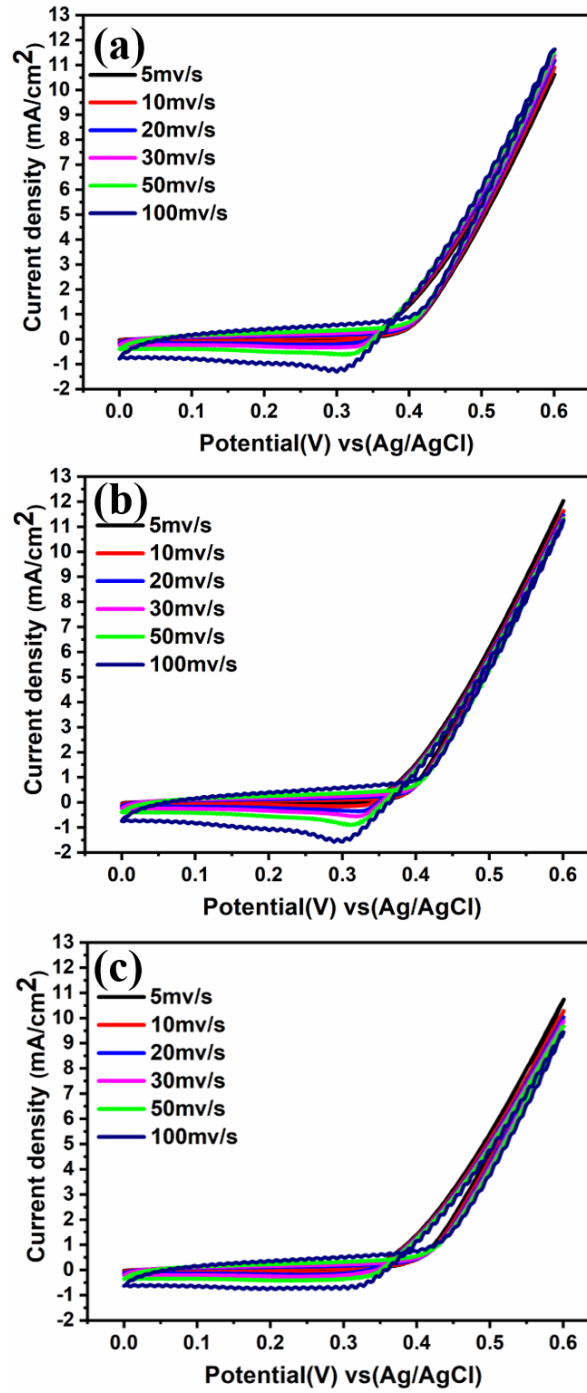 (a)
5mv/s
10mv/s
20mv/s
30mv/s
50mv/s
100mv/s
Current density (mA/cm2)
13
12
11
10
9
8
7
6
5
4
3
2
1
0
-1
-2
0.0 0.1 0.2 0.3 0.4 0.5 0.6
Potential(V) vs(Ag/AgCl)
(b)
5mv/s
10mv/s
20mv/s
30mv/s
50mv/s
100mv/s
Current density (mA/cm2)
13
12
11
10
9
8
7
6
5
4
3
2
1
0
-1
-2
0.0 0.1 0.2 0.3 0.4 0.5 0.6
Potential(V) vs(Ag/AgCl)
(c)
5mv/s
10mv/s
20mv/s
30mv/s
50mv/s
100mv/s
Current density (mA/cm2)
13
12
11
10
9
8
7
6
5
4
3
2
1
0
-1
-2
0.0 0.1 0.2 0.3 0.4 0.5 0.6
Potential(V) vs(Ag/AgCl)